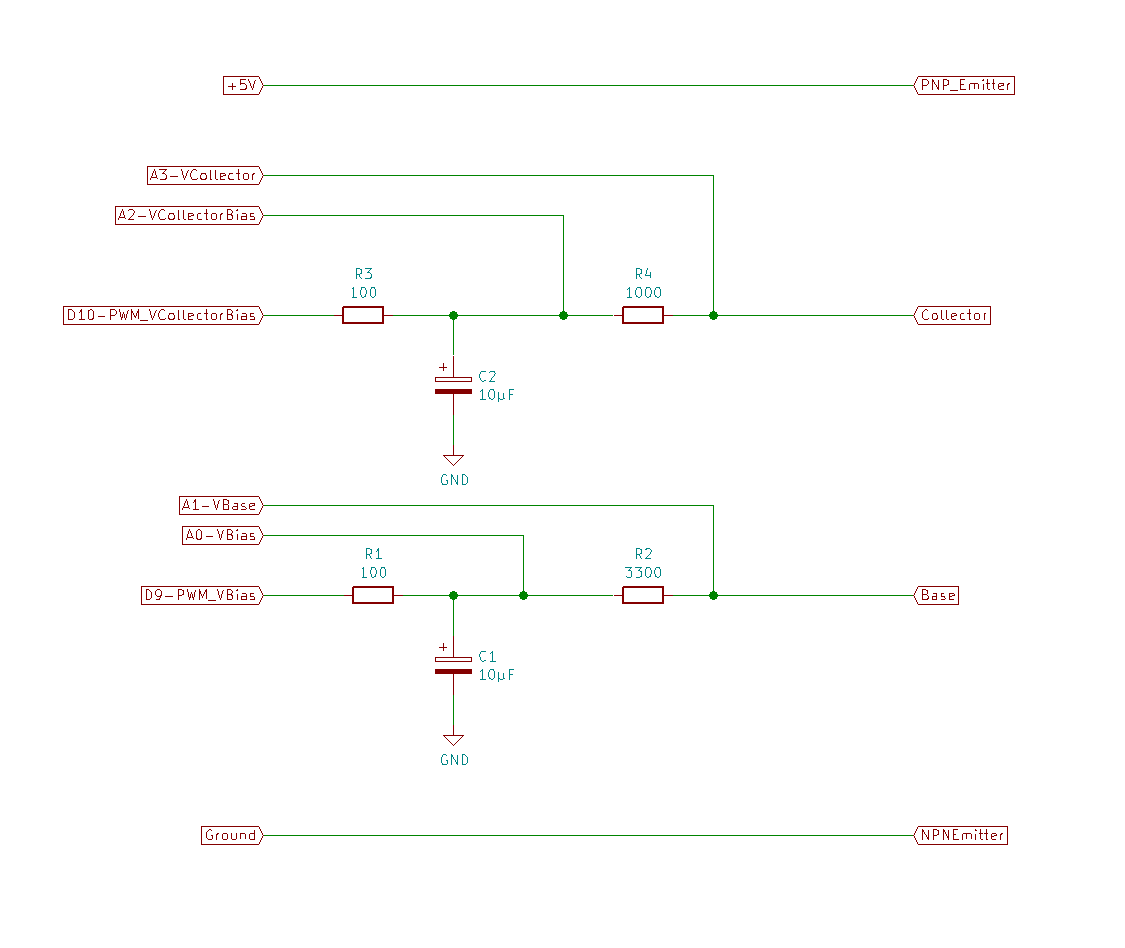 +5V
PNP_Emitter
A3-VCollector
A2-VCollectorBias
R3
100
R4
1000
D10-PWM_VCollectorBias
Collector
+
C2
10µF
GND
A1-VBase
A0-VBias
R1
100
R2
3300
D9-PWM_VBias
Base
+
C1
10µF
GND
Ground
NPNEmitter